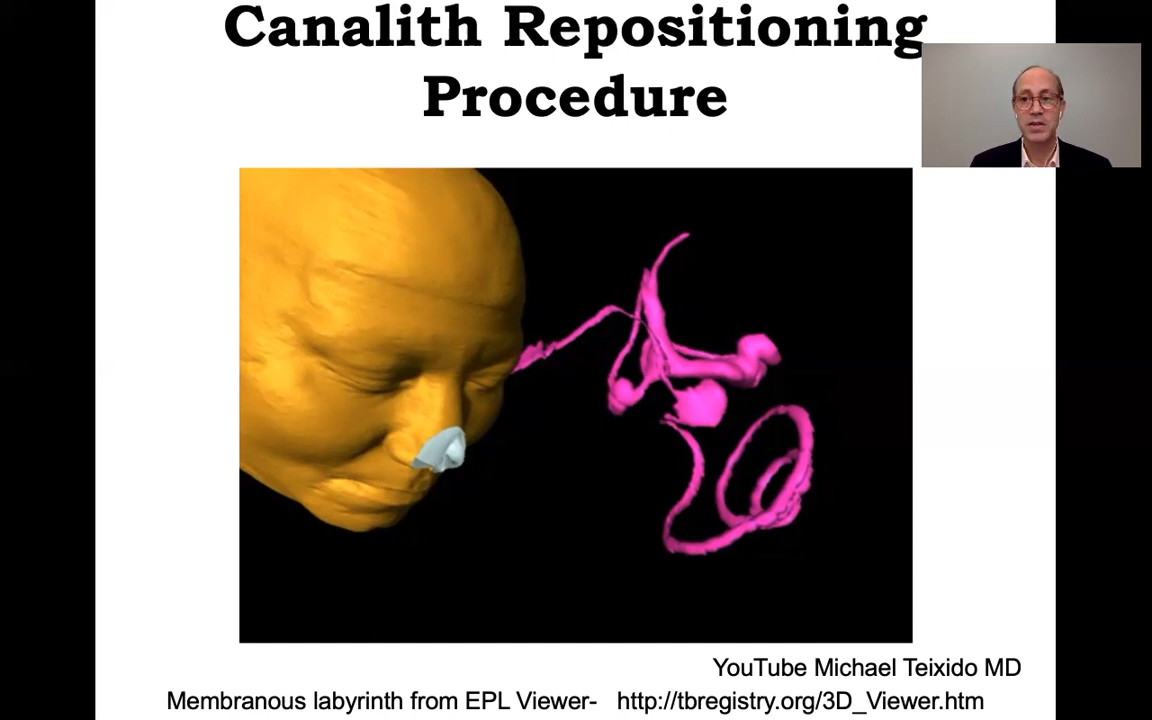 Canalith Repositioning
Procedure
YouTube Michael Teixido MD
Membranous labyrinth from EPL Viewer- http://tbregistry.org/3D_Viewer.htm